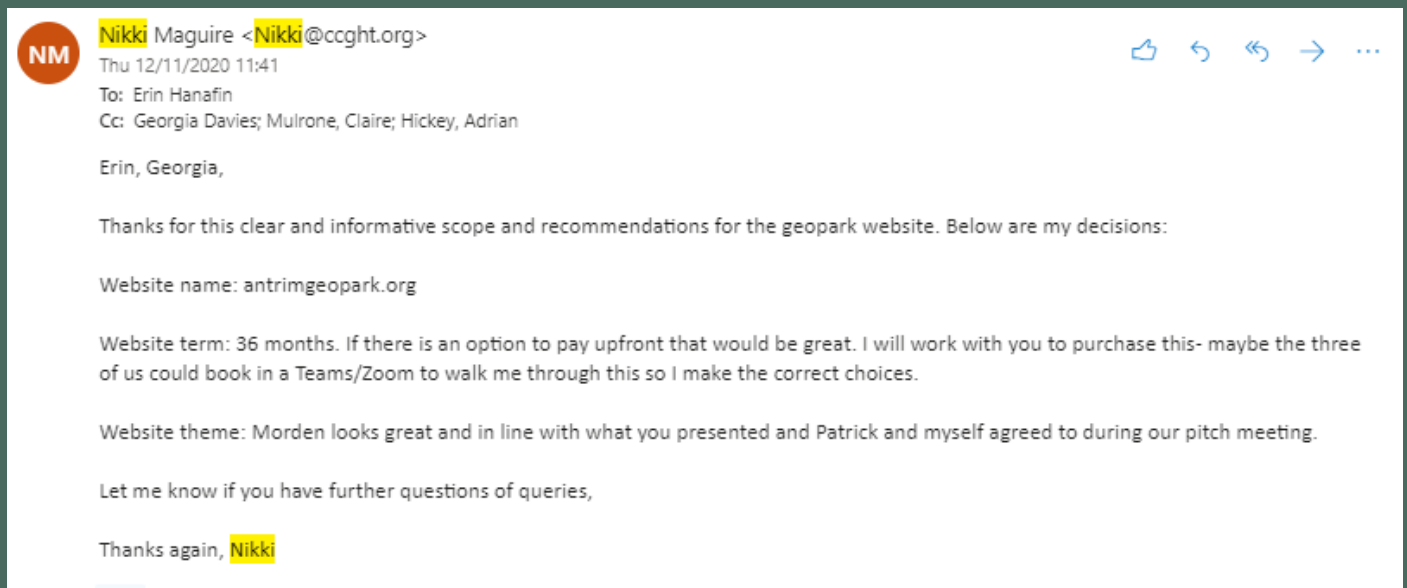 NM
Nikki Maguire <Nikki@ccght.org>
Thu 12/11/2020 11:41
To: Erin Hanafin
Cc: Georgia Davies; Mulrone, Claire; Hickey, Adrian
Erin, Georgia,
Thanks for this clear and informative scope and recommendations for the geopark website. Below are my decisions:
Website name: antrimgeopark.org
Website term: 36 months. If there is an option to pay upfront that would be great. I will work with you to purchase this- maybe the three
of us could book in a Teams/Zoom to walk me through this so I make the correct choices.
Website theme: Morden looks great and in line with what you presented and Patrick and myself agreed to during our pitch meeting.
Let me know if you have further questions of queries,
Thanks again, Nikki